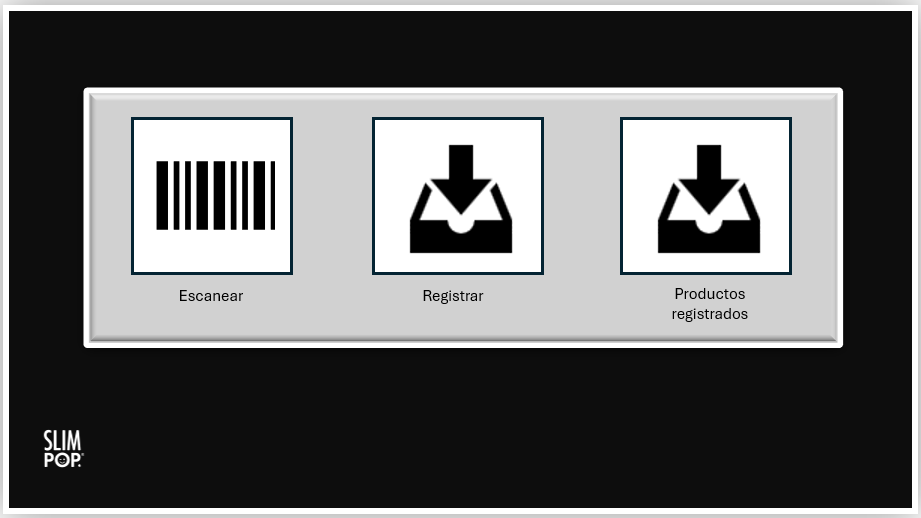 Escanear
Registrar
Productos
registrados
SLIM
POP